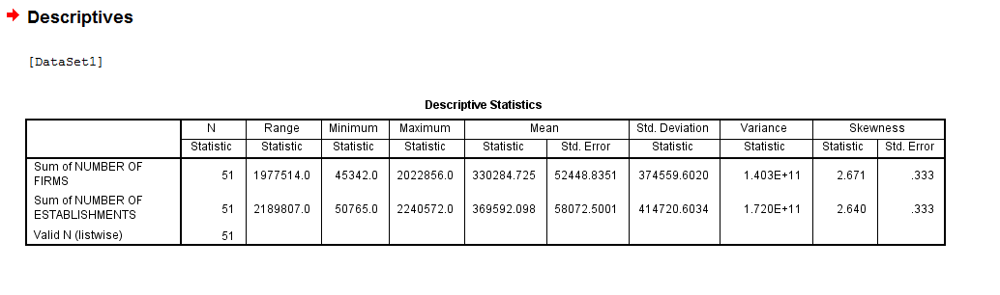 Descriptives
[DataSet1]
Descriptive Statistics
N Range Minimum Maximum Mean Std. Deviation Variance Skewness
Statistic Statistic Statistic Statistic Statistic Std. Error Statistic Statistic Statistic Std. Error
Sum of NUMBER OF
FIRMS 51 1977514.0 45342.0 2022856.0 330284.725 52448.8351 374559.6020 1.403E+11 2.671 .333
Sum of NUMBER OF
ESTABLISHMENTS 51 2189807.0 50765.0 2240572.0 369592.098 58072.5001 414720.6034 1.720E+11 2.640 .333
Valid N (listwise) 51